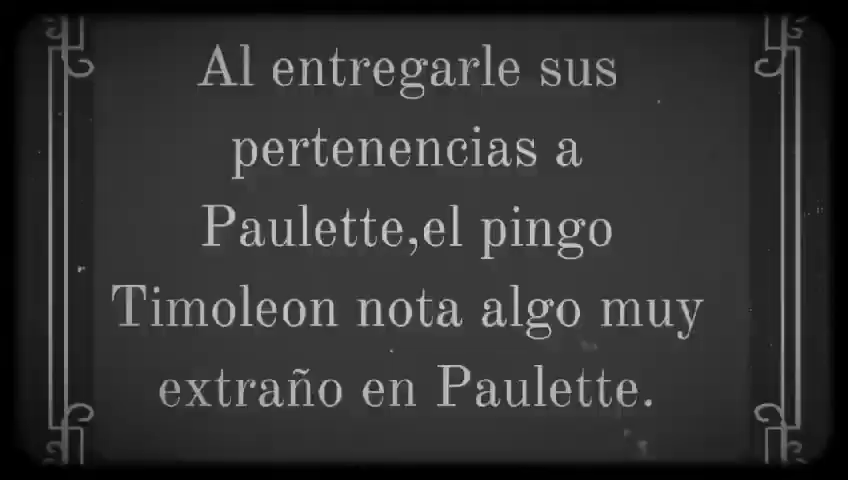 Al entregarle sus
pertenencias a
Paulette,el pingo
Timoleon nota algo muy
extraño en Paulette.